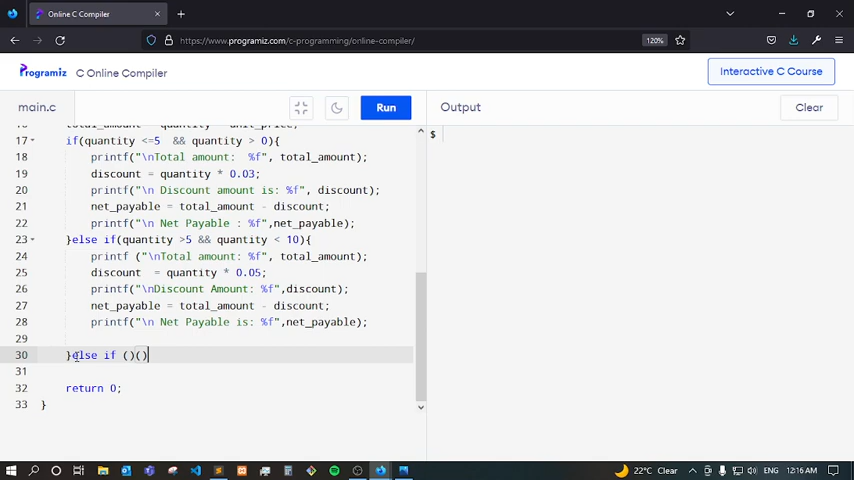 Online C Compiler
https://www.programiz.com/c-programming/online-compiler/
120%
Programiz
C Online Compiler
Interactive C Course
main.c
Run
Output
Clear
16 total_amount = quantity * unit_price;
17 if(quantity <=5  && quantity > 0){
18 printf("\nTotal amount:  %f", total_amount);
19 discount = quantity * 0.03;
20 printf("\n Discount amount is: %f", discount);
21 net_payable = total_amount - discount;
22 printf("\n Net Payable : %f",net_payable);
23 }else if(quantity >5 && quantity < 10){
24 printf ("\nTotal amount: %f", total_amount);
25 discount  = quantity * 0.05;
26 printf("\nDiscount Amount: %f",discount);
27 net_payable = total_amount - discount;
28 printf("\n Net Payable is: %f",net_payable);
29
30 }else if ()()
31
32 return 0;
33 }
$
22°C Clear
ENG
12:16 AM